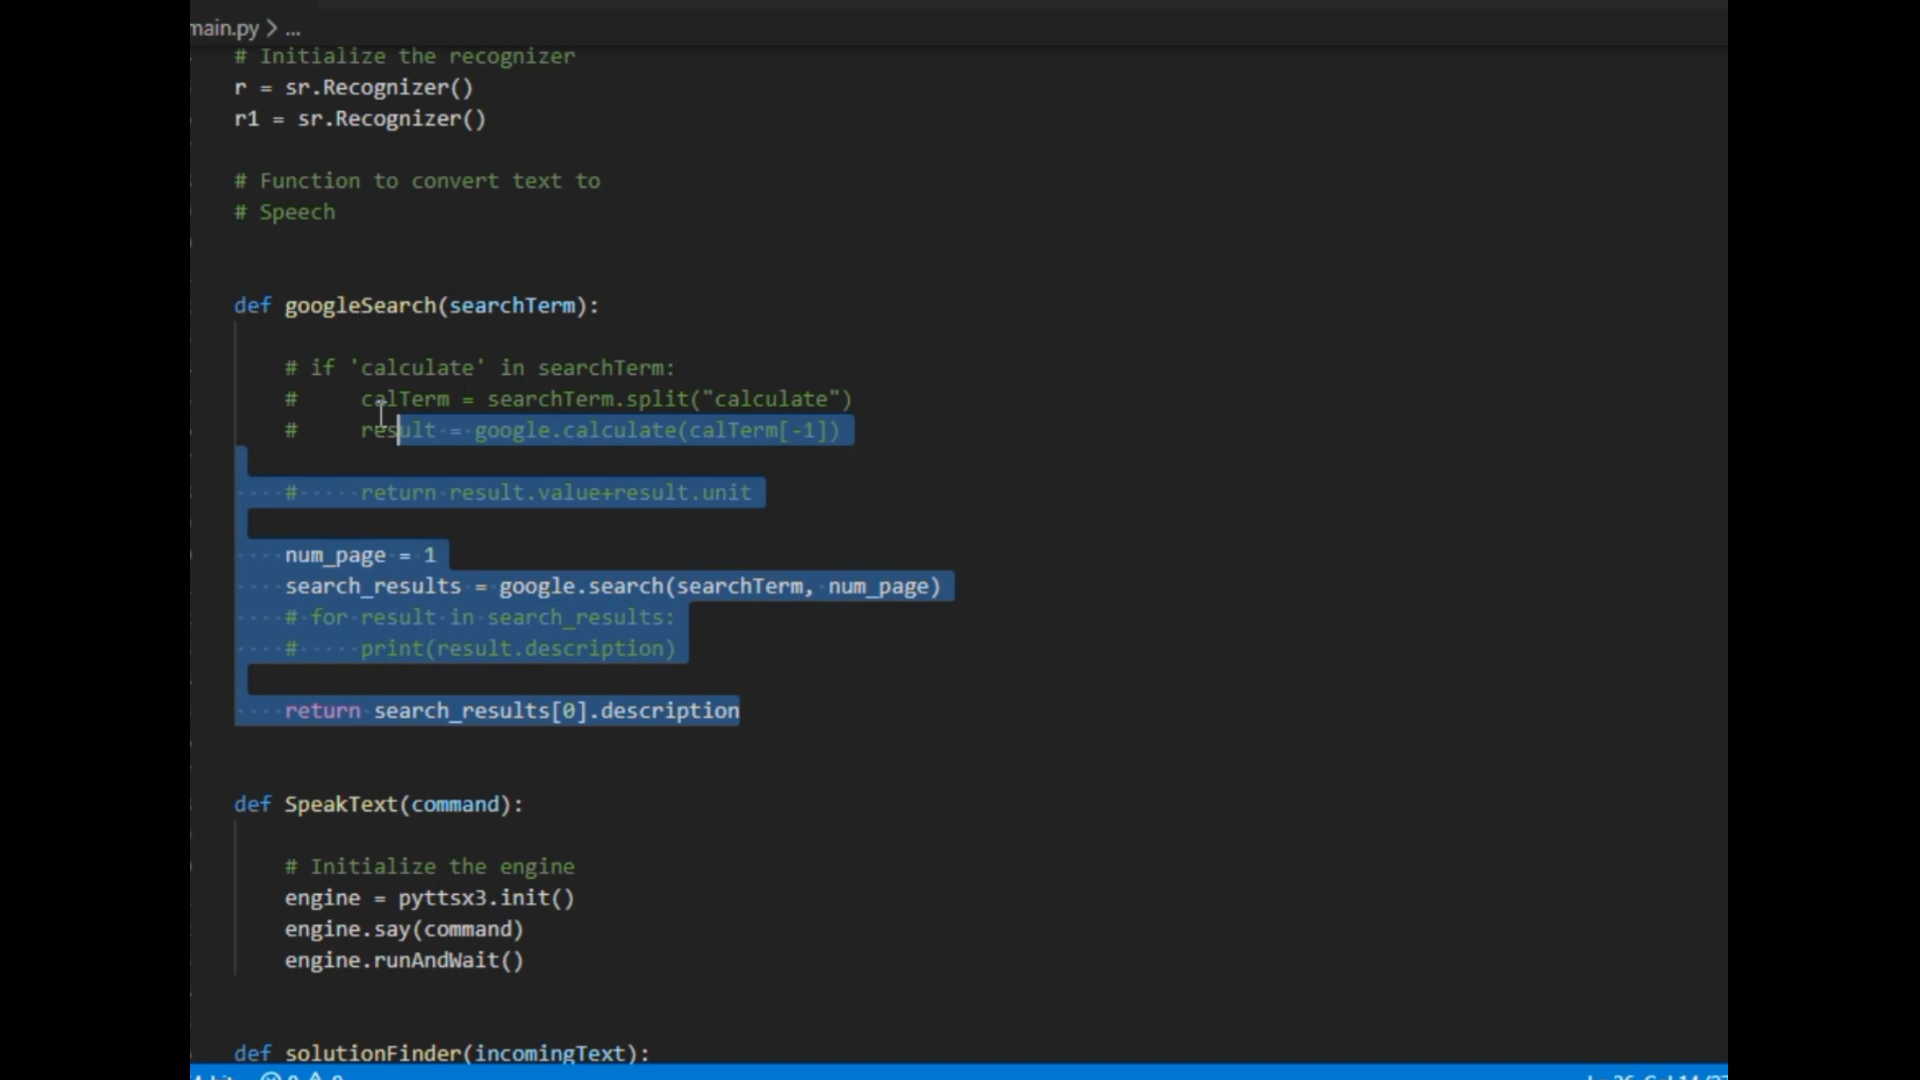 main.py > ...
# Initialize the recognizer
r = sr.Recognizer()
r1 = sr.Recognizer()
# Function to convert text to
# Speech
def googleSearch(searchTerm):
# if 'calculate' in searchTerm:
#     calTerm = searchTerm.split("calculate")
#     result = google.calculate(calTerm[-1])
#     return result.value+result.unit
num_page = 1
search_results = google.search(searchTerm, num_page)
# for result in search_results:
#     print(result.description)
return search_results[0].description
def SpeakText(command):
# Initialize the engine
engine = pyttsx3.init()
engine.say(command)
engine.runAndWait()
def solutionFinder(incomingText):